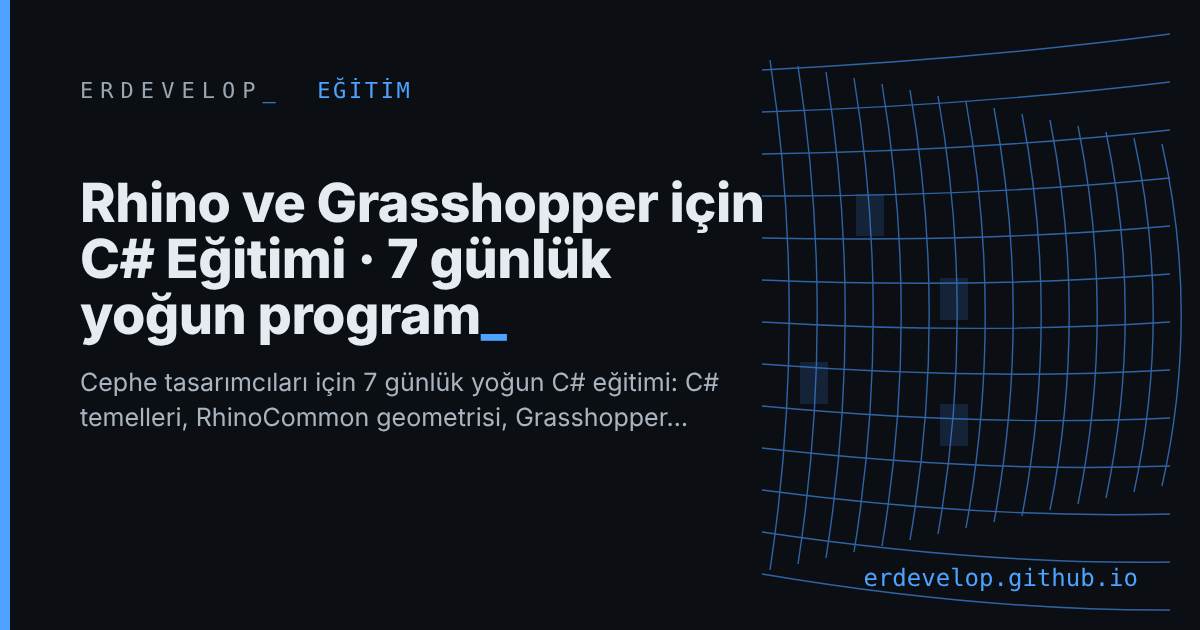 ERDEVELOP_ EĞİTİM
Rhino ve Grasshopper için
C# Eğitimi · 7 günlük
yoğun program_
Cephe tasarımcıları için 7 günlük yoğun C# eğitimi: C#
temelleri, RhinoCommon geometrisi, Grasshopper...
erdevelop.github.io